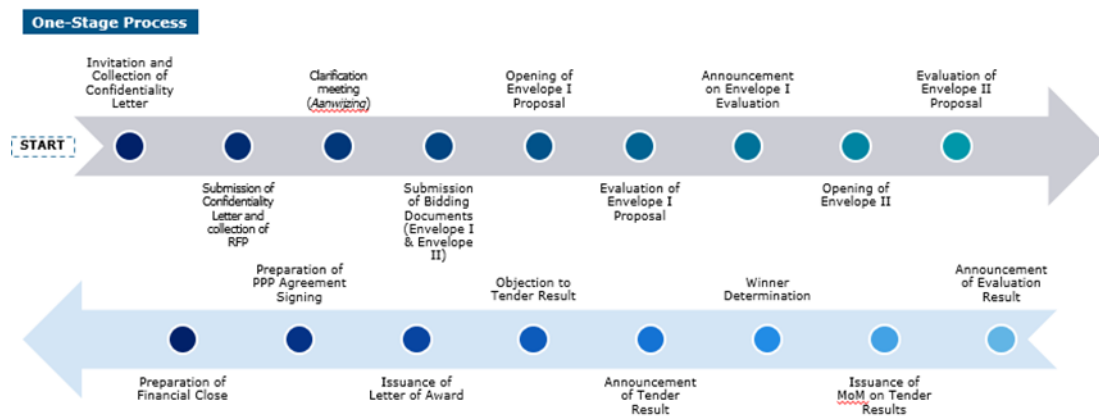 One-Stage Process
START
Invitation and
Collection of
Confidentiality
Letter
Submission of
Confidentiality
Letter and
collection of
RFP
Clarification
meeting
(Aanwijzing)
Submission
of Bidding
Documents
(Envelope I
& Envelope
II)
Opening of
Envelope I
Proposal
Evaluation of
Envelope I
Proposal
Announcement
on Envelope I
Evaluation
Opening of
Envelope II
Evaluation of
Envelope II
Proposal
Announcement
of Evaluation
Result
Issuance of
MoM on Tender
Results
Winner
Determination
Announcement
of Tender
Result
Objection to
Tender Result
Issuance of
Letter of Award
Preparation of
PPP Agreement
Signing
Preparation of
Financial Close